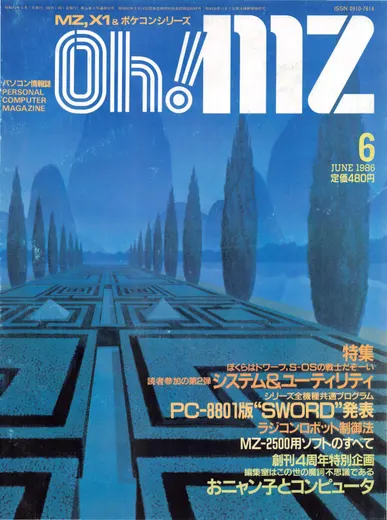 ISSN 0910-7614
MZ,X1&ポケコンシリーズ
Oh!MZ
パソコン情報誌
PERSONAL
COMPUTER
MAGAZINE
6
JUNE 1986
定価480円
特集
ぼくらはドワーフ,S-OSの戦士だぞーい
読者参加の第2弾 システム&ユーティリティ
シリーズ全機種共通プログラム
PC-8801版“SWORD”発表
ラジコンロボット制御法
MZ-2500用ソフトのすべて
創刊4周年特別企画
編集室はこの世の魔訶不思議である
おニャン子とコンピュータ